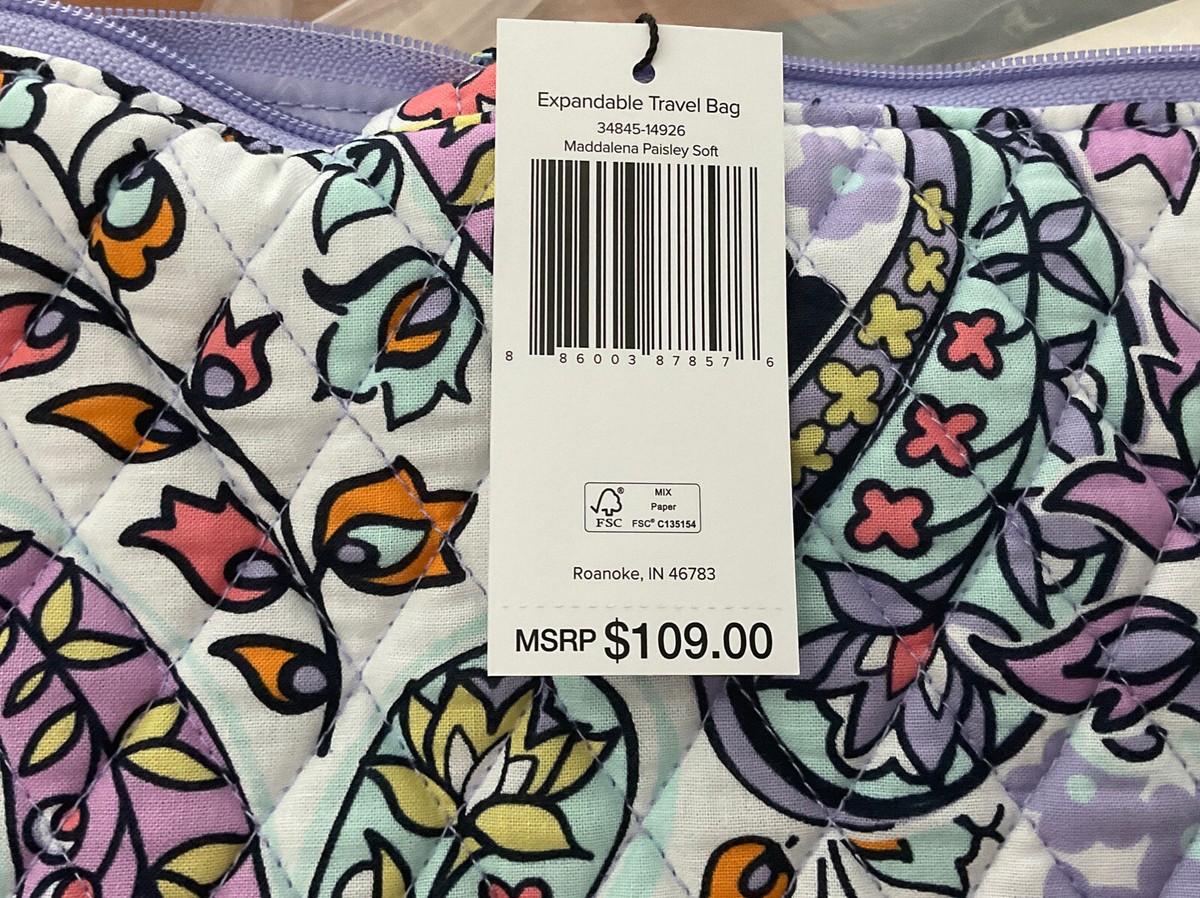 Expandable Travel Bag
34845-14926
Maddalena Paisley Soft
8 86003 87857 6
FSC®
MIX
Paper
FSC® C135154
Roanoke, IN 46783
MSRP $109.00